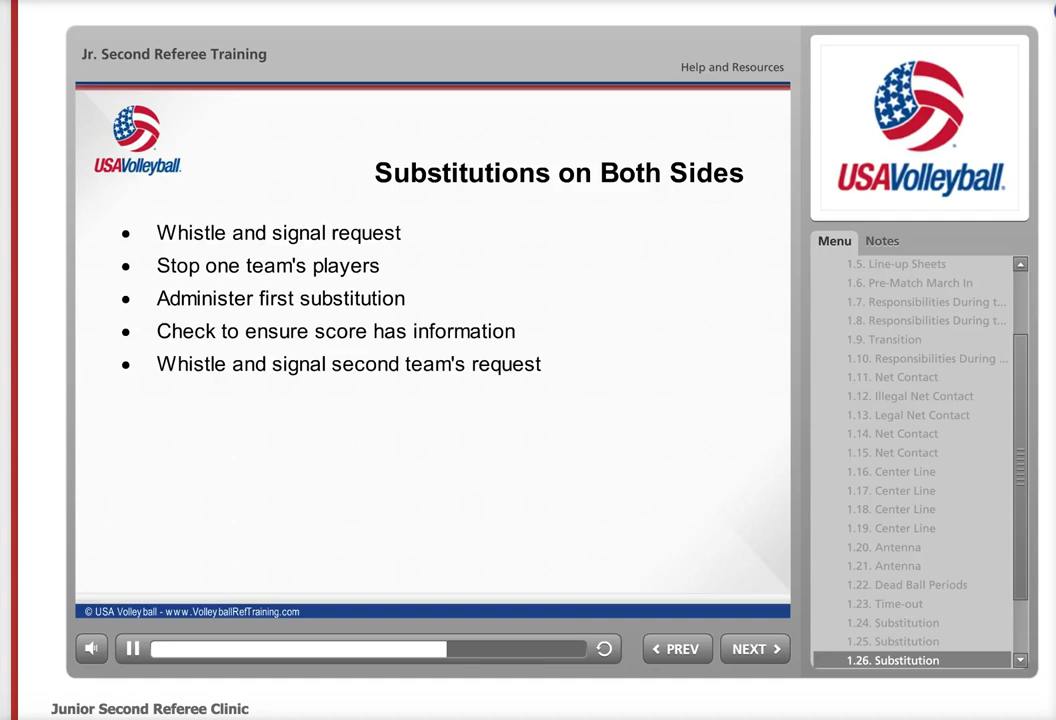 Jr. Second Referee Training
Help and Resources
USAVolleyball.
Substitutions on Both Sides
• Whistle and signal request
• Stop one team's players
• Administer first substitution
• Check to ensure score has information
• Whistle and signal second team's request
© USA Volleyball - www.VolleyballRefTraining.com
< PREV
NEXT >
USAVolleyball.
Menu Notes
1.5. Line-up Sheets
1.6. Pre-Match March In
1.7. Responsibilities During t...
1.8. Responsibilities During t...
1.9. Transition
1.10. Responsibilities During ...
1.11. Net Contact
1.12. Illegal Net Contact
1.13. Legal Net Contact
1.14. Net Contact
1.15. Net Contact
1.16. Center Line
1.17. Center Line
1.18. Center Line
1.19. Center Line
1.20. Antenna
1.21. Antenna
1.22. Dead Ball Periods
1.23. Time-out
1.24. Substitution
1.25. Substitution
1.26. Substitution
Junior Second Referee Clinic